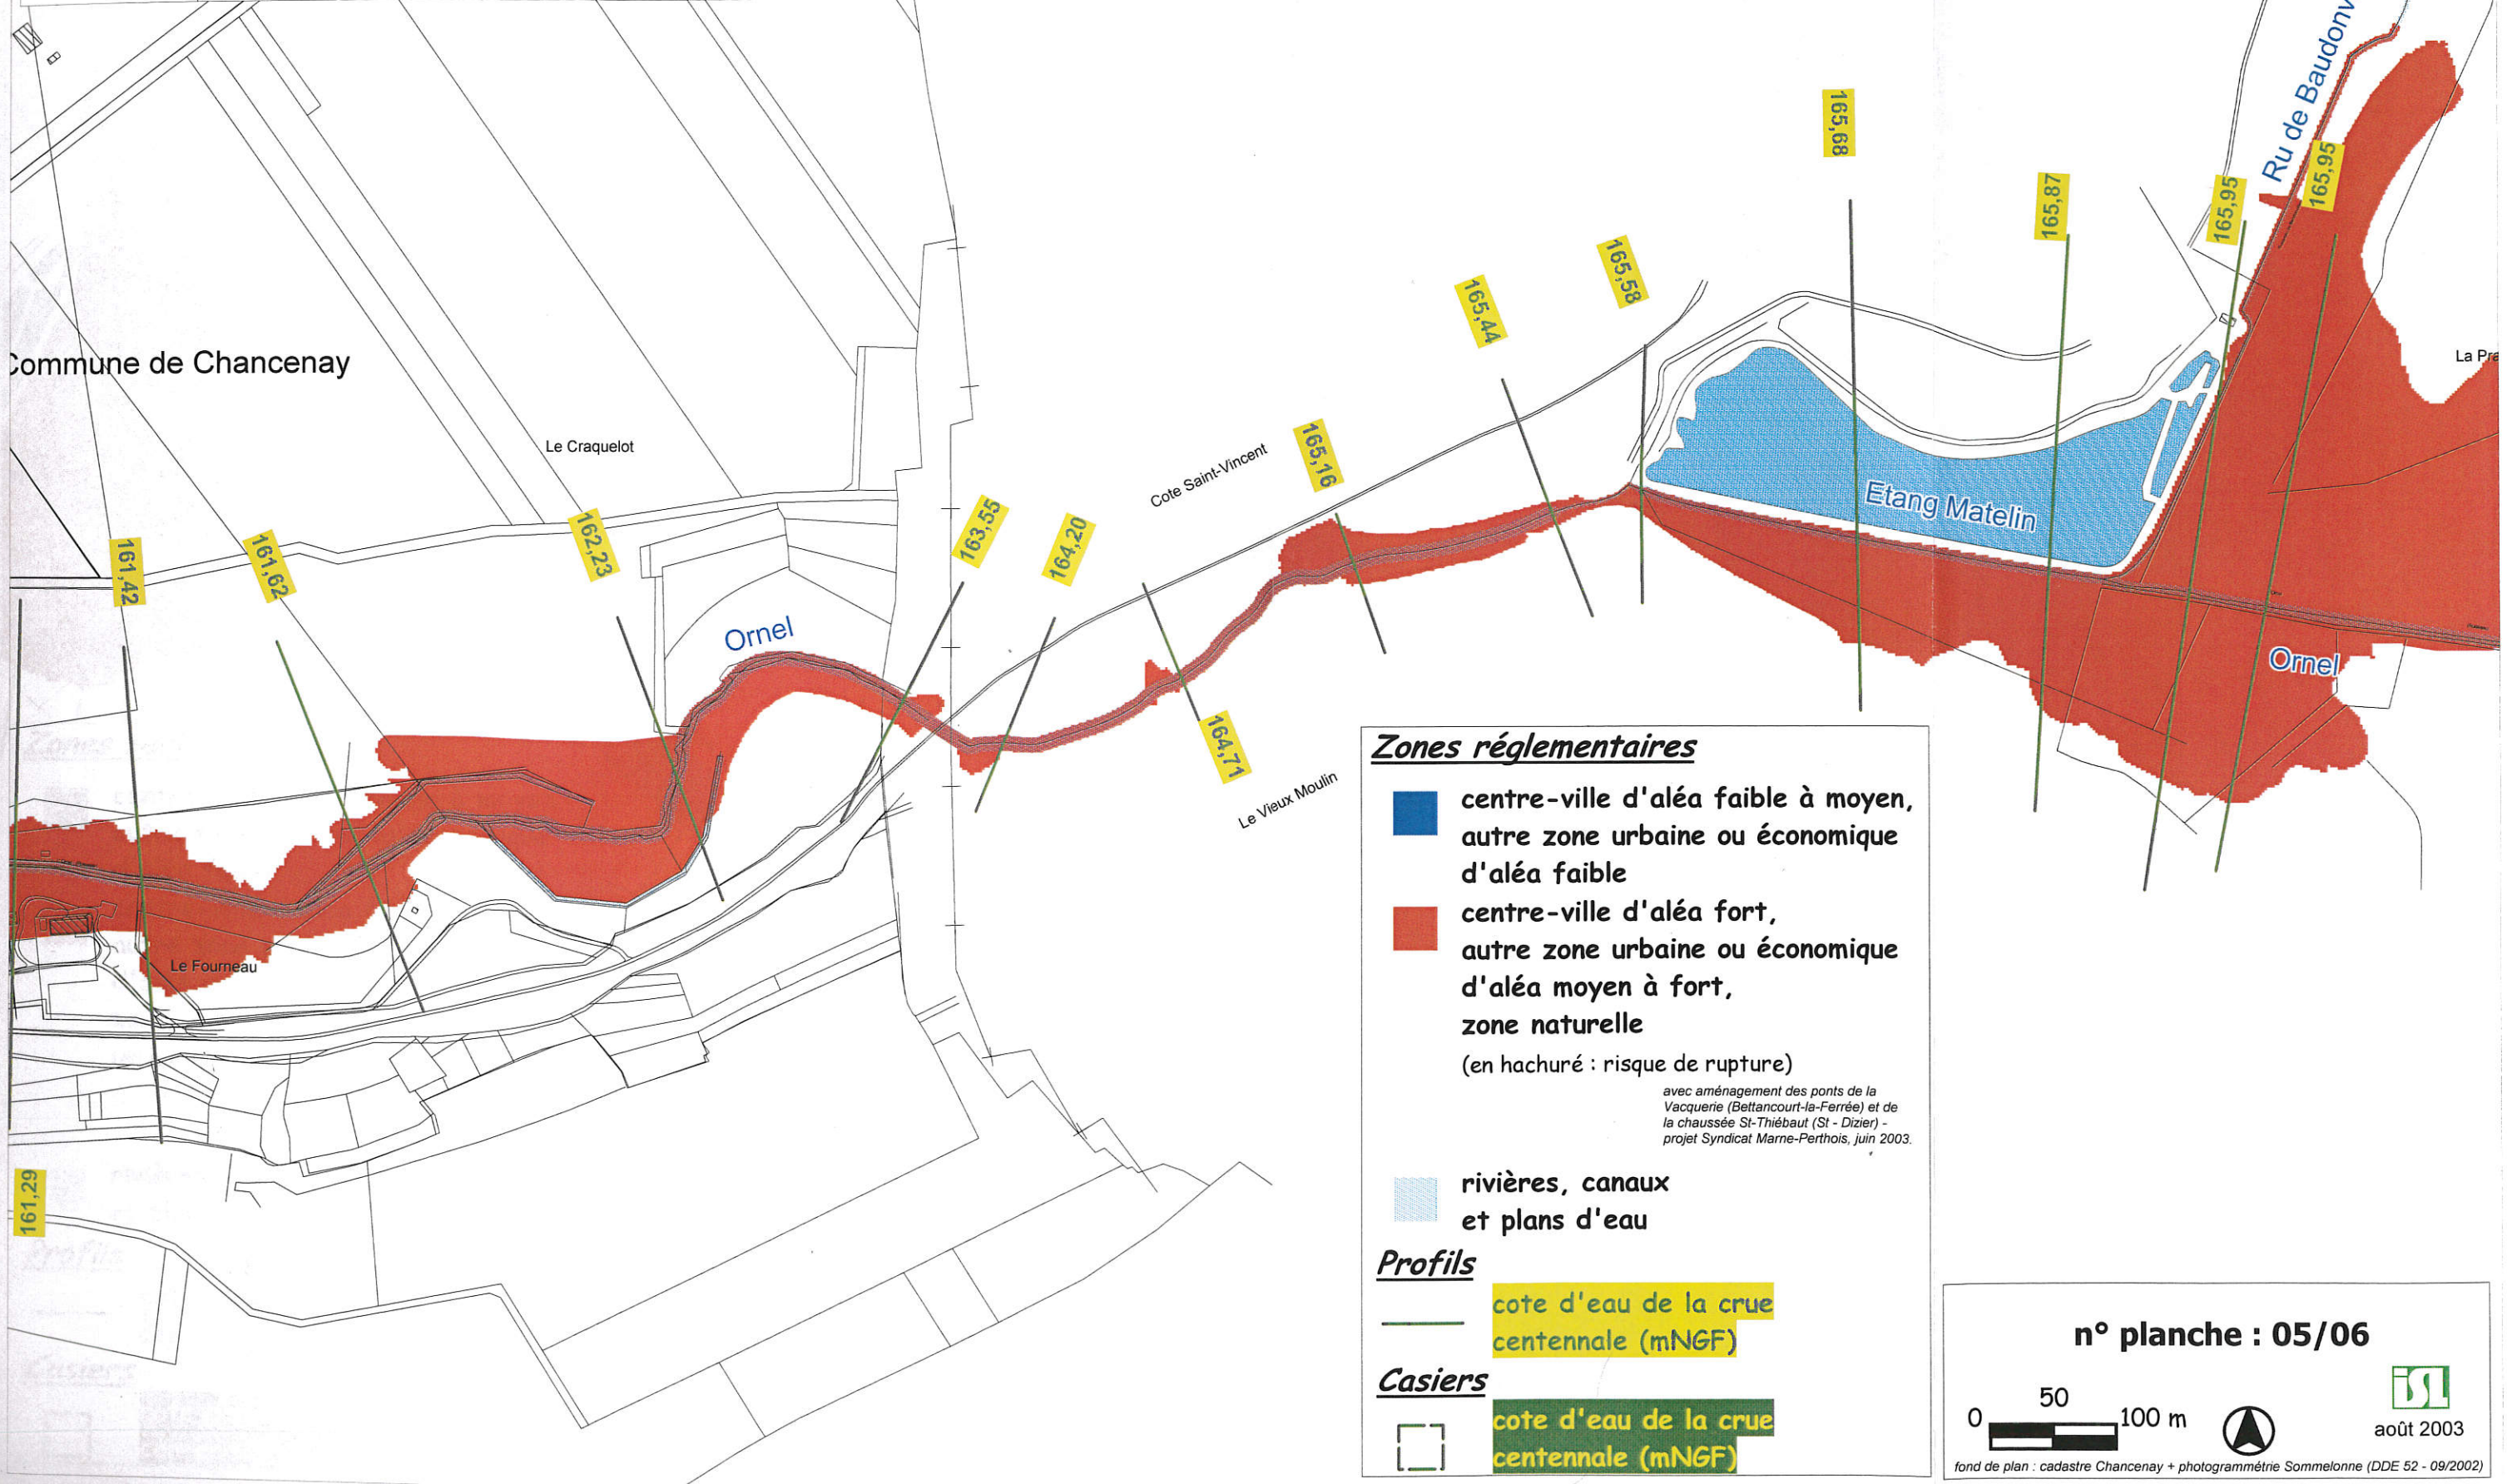 Ru de Baudonv
165,68
165,87
165,95
165,95
165,58
165,44
La Pra
Commune de Chancenay
Le Craquelot
Cote Saint-Vincent
165,16
Etang Matelin
161,42
161,62
162,23
163,55
164,20
Ornel
Ornel
164,71
Le Vieux Moulin
Le Fourneau
161,29
Zones réglementaires
centre-ville d'aléa faible à moyen,
autre zone urbaine ou économique
d'aléa faible
centre-ville d'aléa fort,
autre zone urbaine ou économique
d'aléa moyen à fort,
zone naturelle
(en hachuré : risque de rupture)
avec aménagement des ponts de la
Vacquerie (Bettancourt-la-Ferrée) et de
la chaussée St-Thiébaut (St - Dizier) -
projet Syndicat Marne-Perthois, juin 2003.
rivières, canaux
et plans d'eau
Profils
cote d'eau de la crue
centennale (mNGF)
Casiers
cote d'eau de la crue
centennale (mNGF)
n° planche : 05/06
0 50 100 m
iSL
août 2003
fond de plan : cadastre Chancenay + photogrammétrie Sommelonne (DDE 52 - 09/2002)